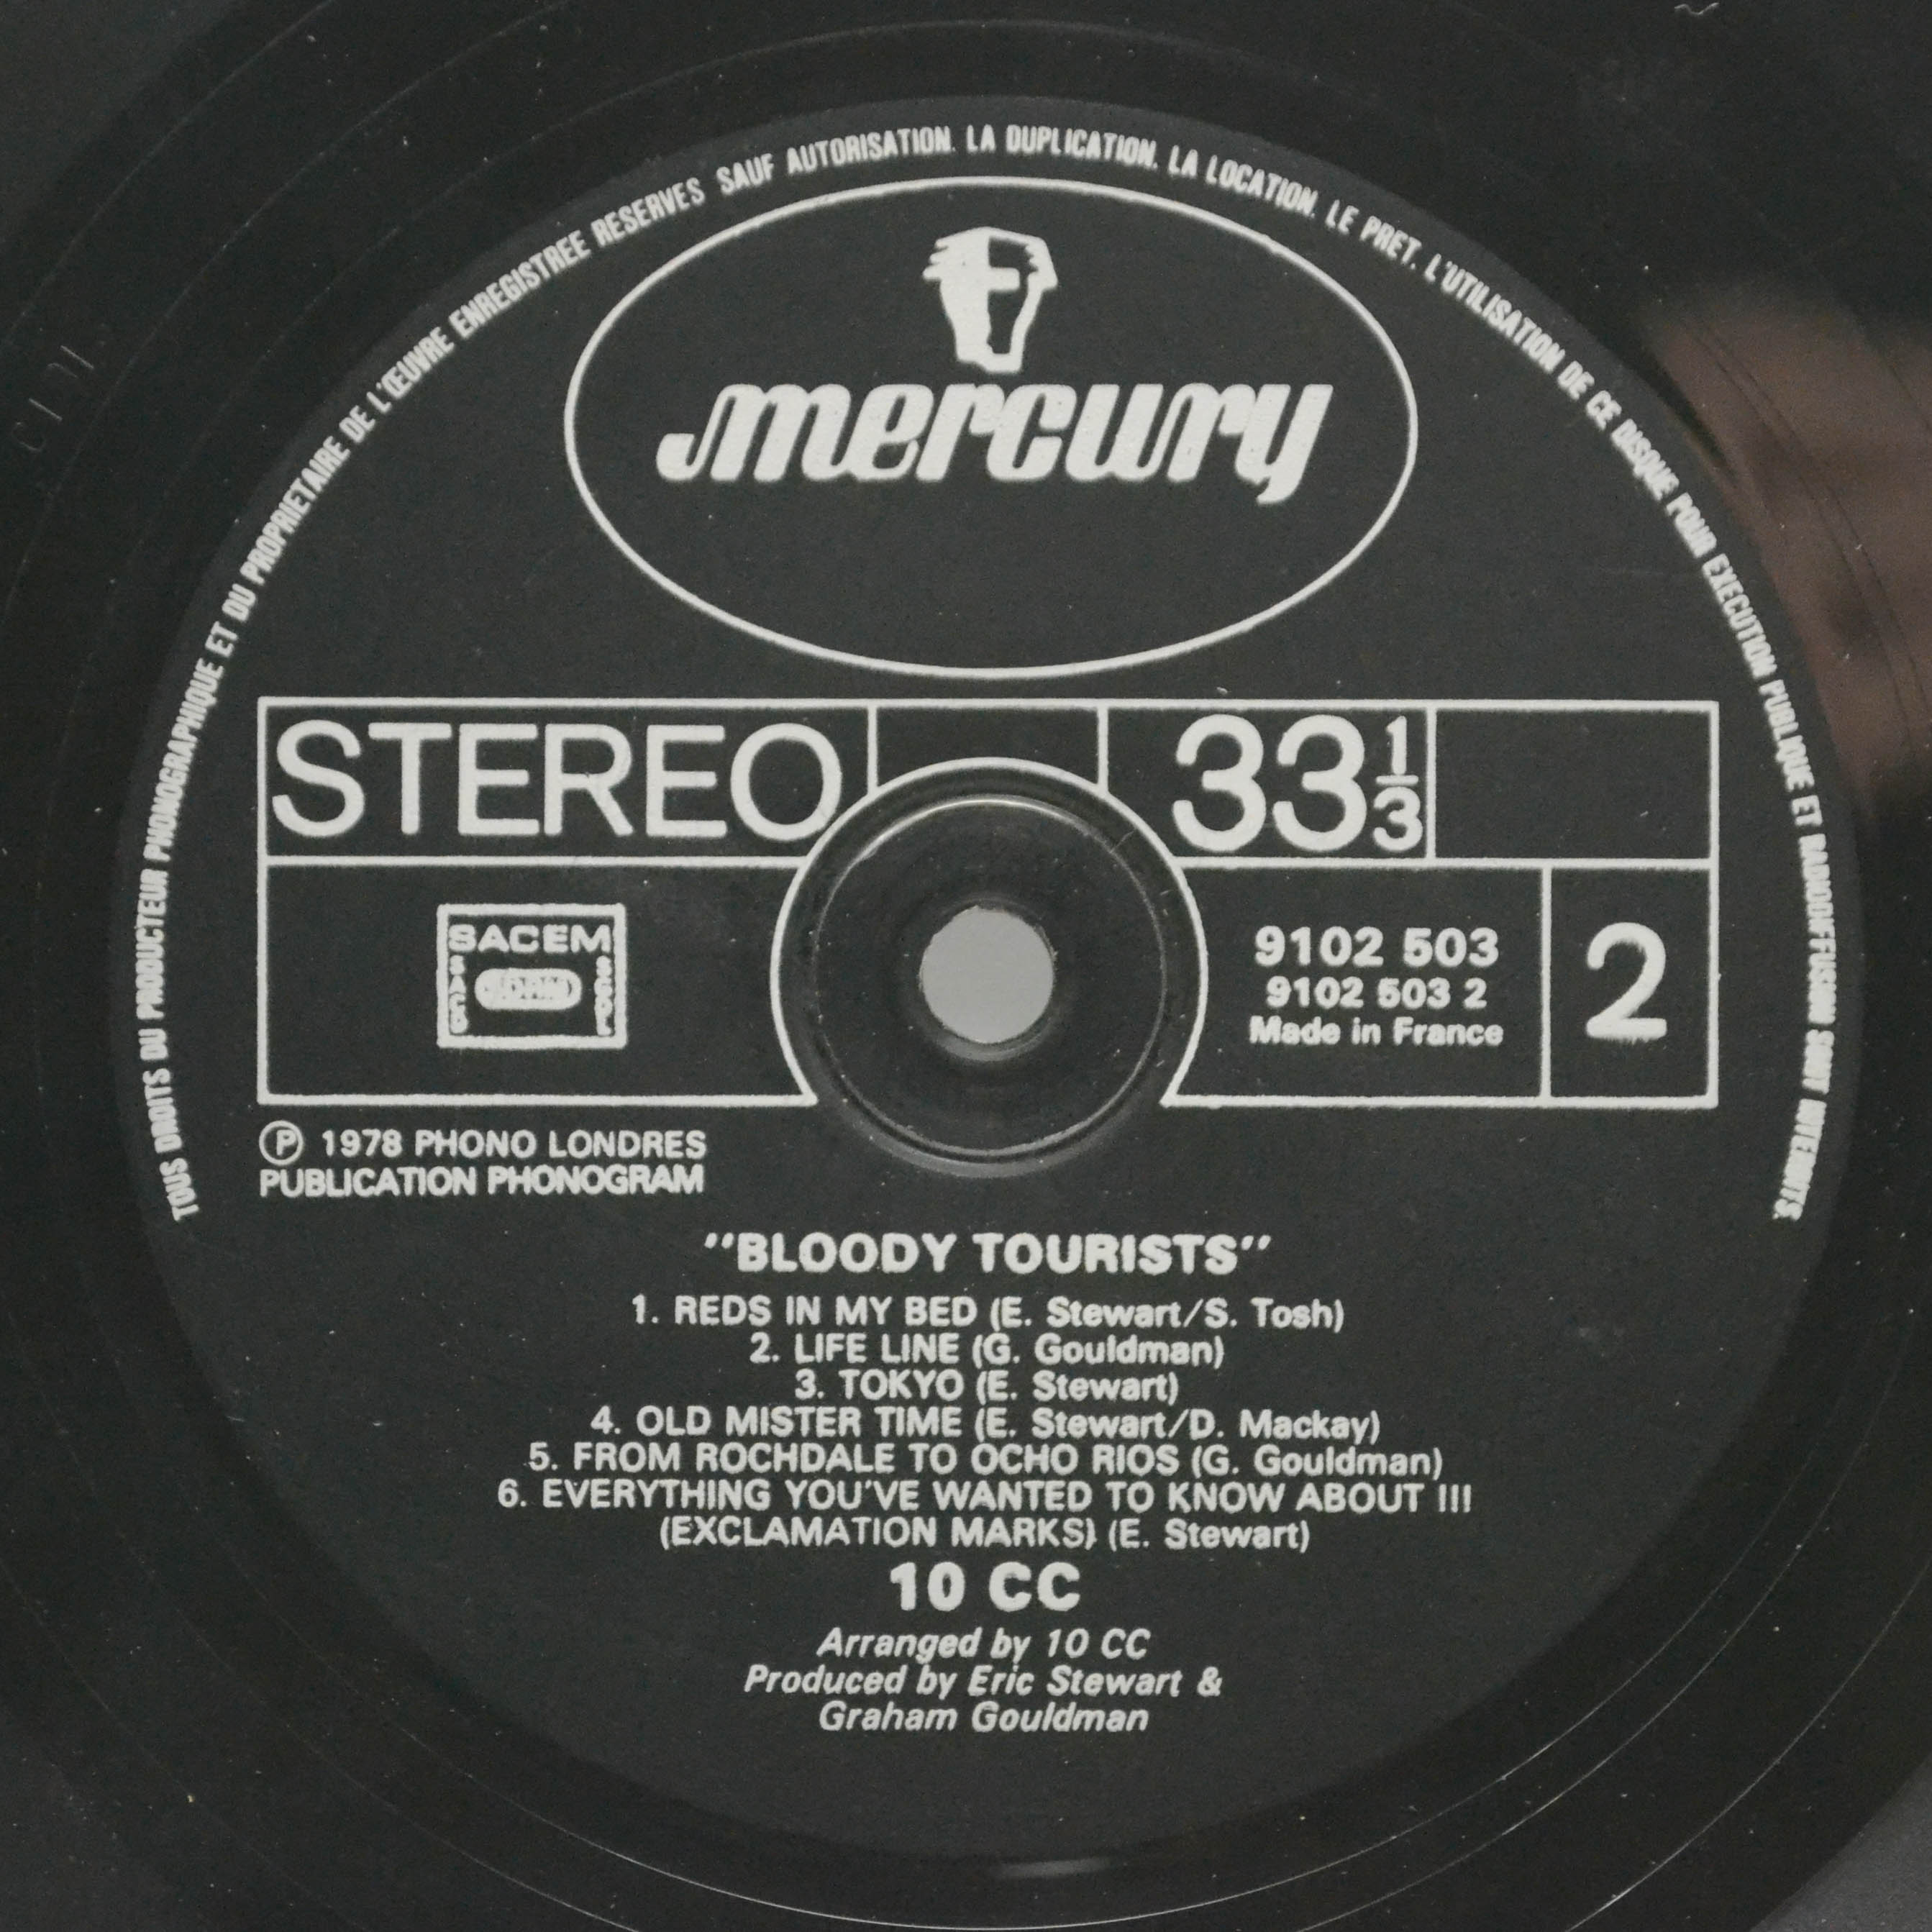 TOUS DROITS DU PRODUCTEUR PHONOGRAPHIQUE ET DU PROPRIETAIRE DE L'ŒUVRE ENREGISTREE RESERVES SAUF AUTORISATION. LA DUPLICATION. LA LOCATION. LE PRET. L'UTILISATION DE CE DISQUE POUR EXECUTION PUBLIQUE ET RADIODIFFUSION SONT INTERDITS.
mercury
STEREO 33 1/3
SACEM
SACD SDRM SGDL
9102 503
9102 503 2
Made in France
2
Ⓟ 1978 PHONO LONDRES
PUBLICATION PHONOGRAM
"BLOODY TOURISTS"
1. REDS IN MY BED (E. Stewart/S. Tosh)
2. LIFE LINE (G. Gouldman)
3. TOKYO (E. Stewart)
4. OLD MISTER TIME (E. Stewart/D. Mackay)
5. FROM ROCHDALE TO OCHO RIOS (G. Gouldman)
6. EVERYTHING YOU'VE WANTED TO KNOW ABOUT !!!
(EXCLAMATION MARKS) (E. Stewart)
10 CC
Arranged by 10 CC
Produced by Eric Stewart &
Graham Gouldman